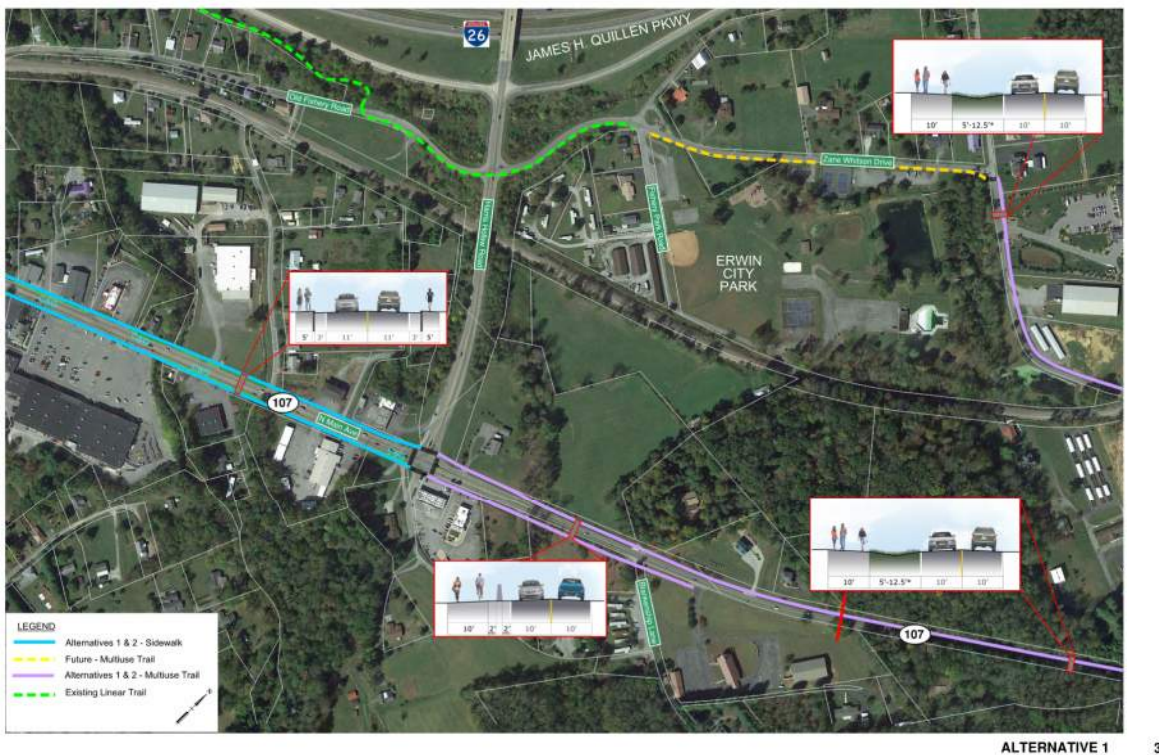 26
JAMES H. QUILLEN PKWY
Old Fishery Road
10' 5'-12.5'* 10' 10'
Zane Whitson Drive
Harris Hollow Road
ERWIN
CITY
PARK
5' 3' 11' 11' 3' 5'
107
N Main Ave
10' 2' 2' 10' 10'
10' 5'-12.5'* 10' 10'
107
LEGEND
Alternatives 1 & 2 - Sidewalk
Future - Multiuse Trail
Alternatives 1 & 2 - Multiuse Trail
Existing Linear Trail
ALTERNATIVE 1